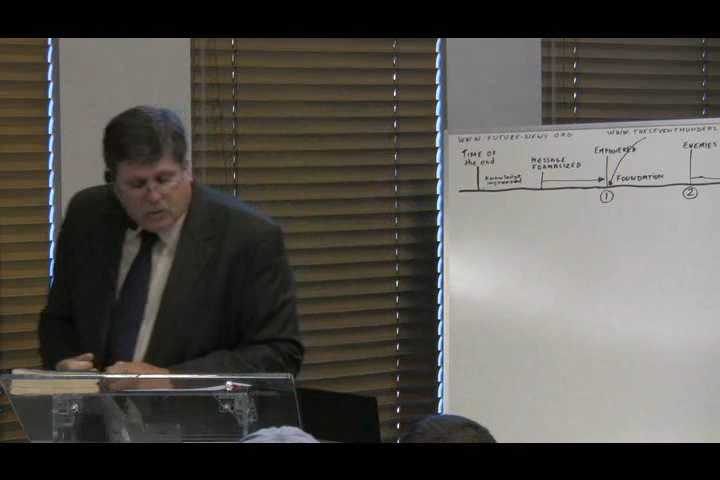 WWW.FUTURE-NEWS.ORG
WWW.THESEVENTHUNDERS
TIME OF
the end
knowledge
increased
MESSAGE
FORMALIZED
EMPOWERED
FOUNDATION
ENEMIES
1
2